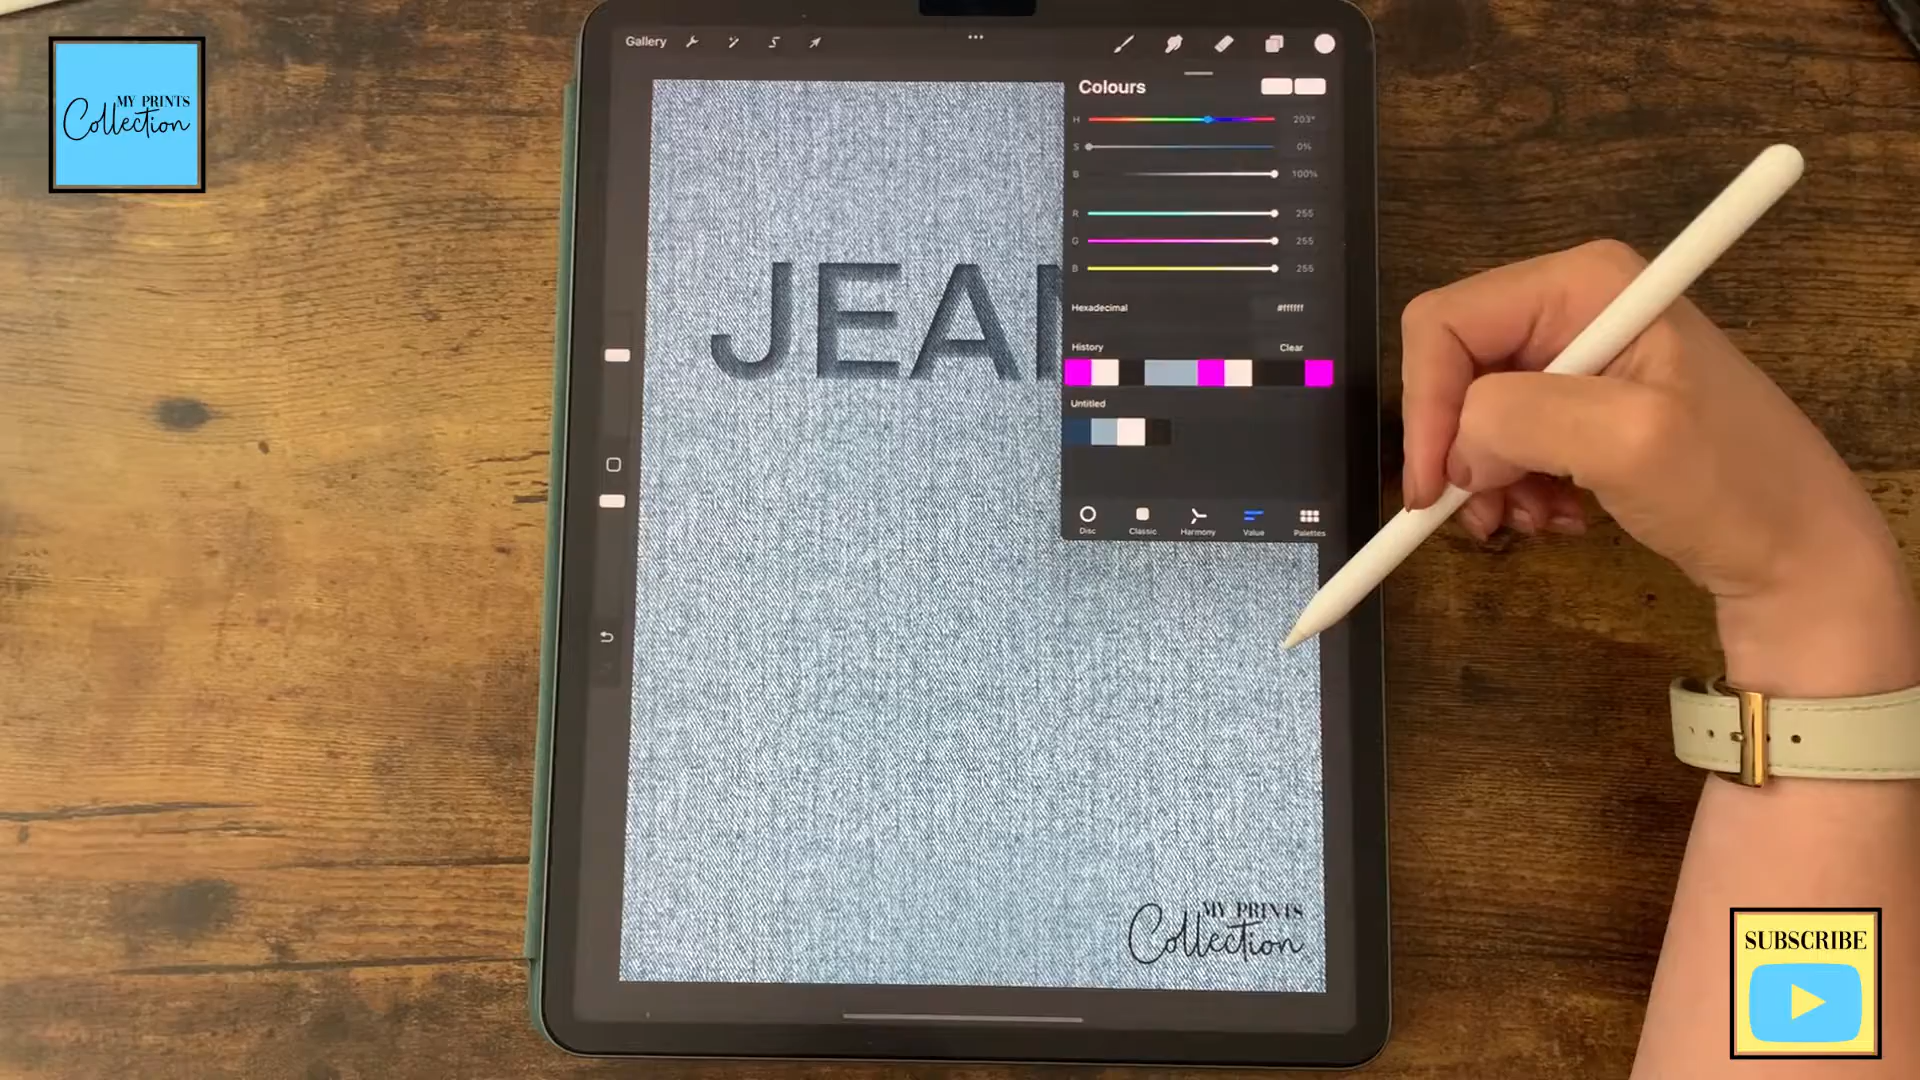 MY PRINTS
Collection
Gallery
Colours
H 203°
S 0%
B 100%
R 255
G 255
B 255
Hexadecimal #ffffff
History Clear
Untitled
Disc Classic Harmony Value Palettes
JEAN
MY PRINTS
Collection
SUBSCRIBE